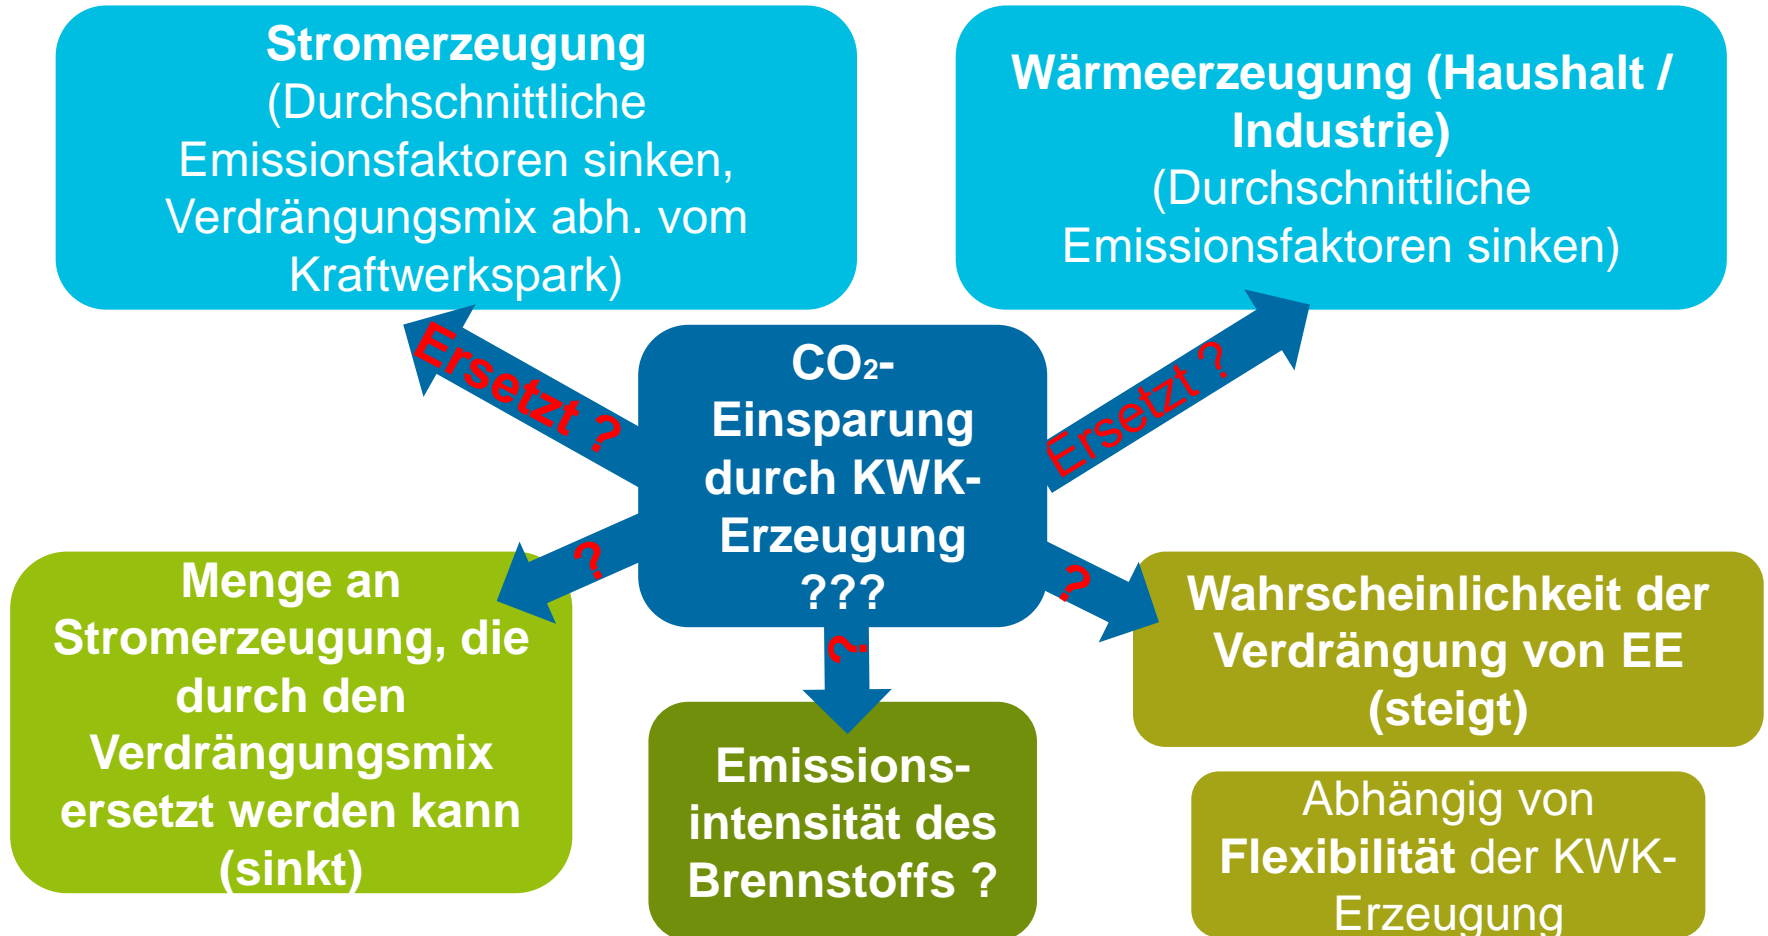 Stromerzeugung
(Durchschnittliche
Emissionsfaktoren sinken,
Verdrängungsmix abh. vom
Kraftwerkspark)
Wärmeerzeugung (Haushalt /
Industrie)
(Durchschnittliche
Emissionsfaktoren sinken)
Ersetzt ?
Ersetzt ?
CO₂-
Einsparung
durch KWK-
Erzeugung
???
?
?
?
Menge an
Stromerzeugung, die
durch den
Verdrängungsmix
ersetzt werden kann
(sinkt)
Emissions-
intensität des
Brennstoffs ?
Wahrscheinlichkeit der
Verdrängung von EE
(steigt)
Abhängig von
Flexibilität der KWK-
Erzeugung